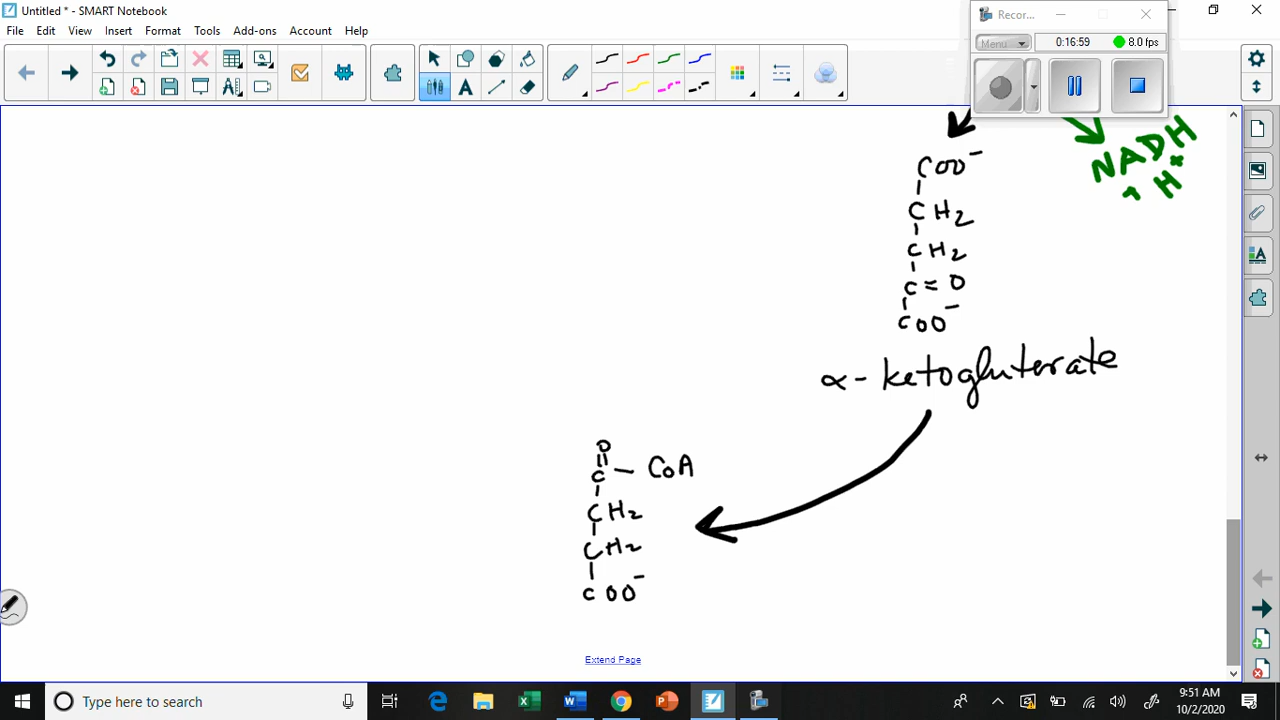 Untitled * - SMART Notebook
File Edit View Insert Format Tools Add-ons Account Help
Recor...
Menu
0:16:59
8.0 fps
NADH
+ H+
COO−
CH2
CH2
C=O
COO−
α-ketogluterate
O
C – CoA
CH2
CH2
COO−
Extend Page
Type here to search
9:51 AM
10/2/2020